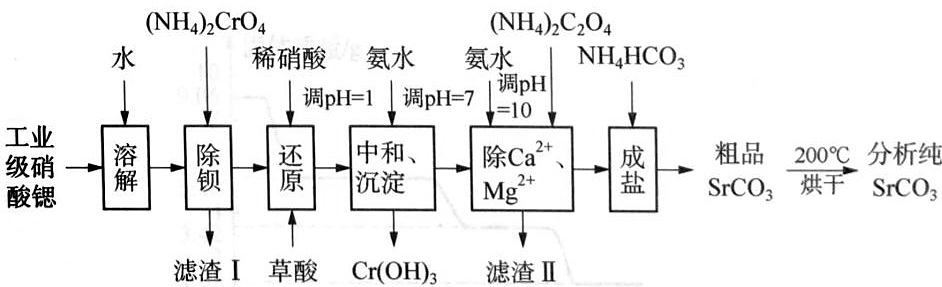 (NH4)2CrO4
(NH4)2C2O4
水
稀硝酸
氨水
氨水
NH4HCO3
调pH=1
调pH=7
调pH
=10
工业
级硝
酸锶
溶解
除钡
还原
中和、
沉淀
除Ca²⁺、
Mg²⁺
成盐
粗品
SrCO3
200℃
烘干
分析纯
SrCO3
滤渣Ⅰ
草酸
Cr(OH)3
滤渣Ⅱ